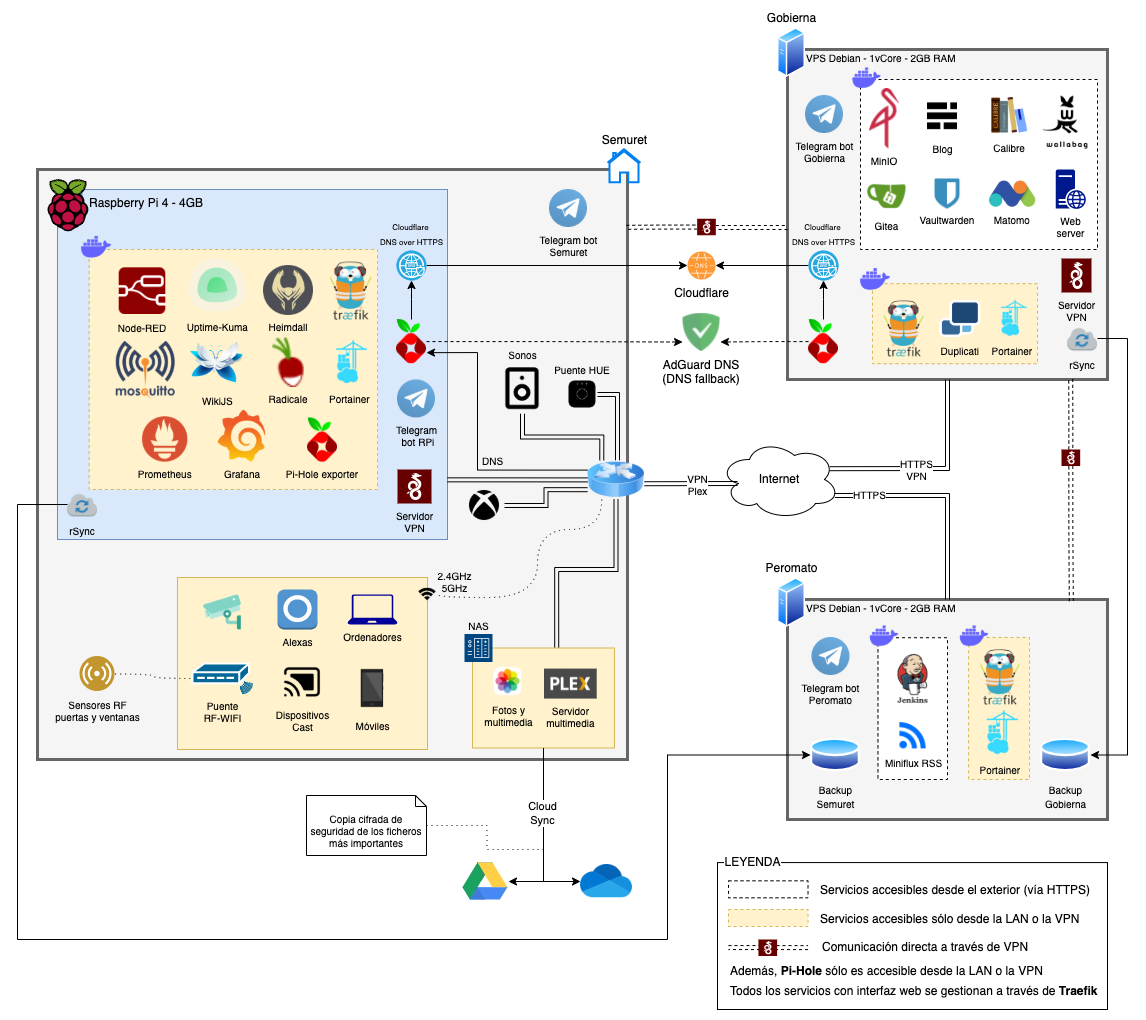 Gobierna
VPS Debian - 1vCore - 2GB RAM
Telegram bot
Gobierna
MinIO
Blog
CALIBRE
Calibre
wallabag
Gitea
Vaultwarden
Matomo
Web
server
Cloudflare
DNS over HTTPS
Servidor
VPN
træfik
Duplicati
Portainer
rSync
Semuret
Raspberry Pi 4 - 4GB
Telegram bot
Semuret
Cloudflare
DNS over HTTPS
Node-RED
Uptime-Kuma
Heimdall
træfik
mosquitto
WikiJS
Radicale
Portainer
Prometheus
Grafana
Pi-Hole exporter
Telegram
bot RPi
Servidor
VPN
rSync
DNS
Cloudflare
AdGuard DNS
(DNS fallback)
Sonos
Puente HUE
DNS
VPN
Plex
Internet
HTTPS
VPN
HTTPS
2.4GHz
5GHz
Alexas
Ordenadores
Puente
RF-WIFI
Dispositivos
Cast
Móviles
Sensores RF
puertas y ventanas
NAS
Fotos y
multimedia
PLEX
Servidor
multimedia
Cloud
Sync
Copia cifrada de
seguridad de los ficheros
más importantes
Peromato
VPS Debian - 1vCore - 2GB RAM
Telegram bot
Peromato
Jenkins
Miniflux RSS
træfik
Portainer
Backup
Semuret
Backup
Gobierna
LEYENDA
Servicios accesibles desde el exterior (vía HTTPS)
Servicios accesibles sólo desde la LAN o la VPN
Comunicación directa a través de VPN
Además, Pi-Hole sólo es accesible desde la LAN o la VPN
Todos los servicios con interfaz web se gestionan a través de Traefik